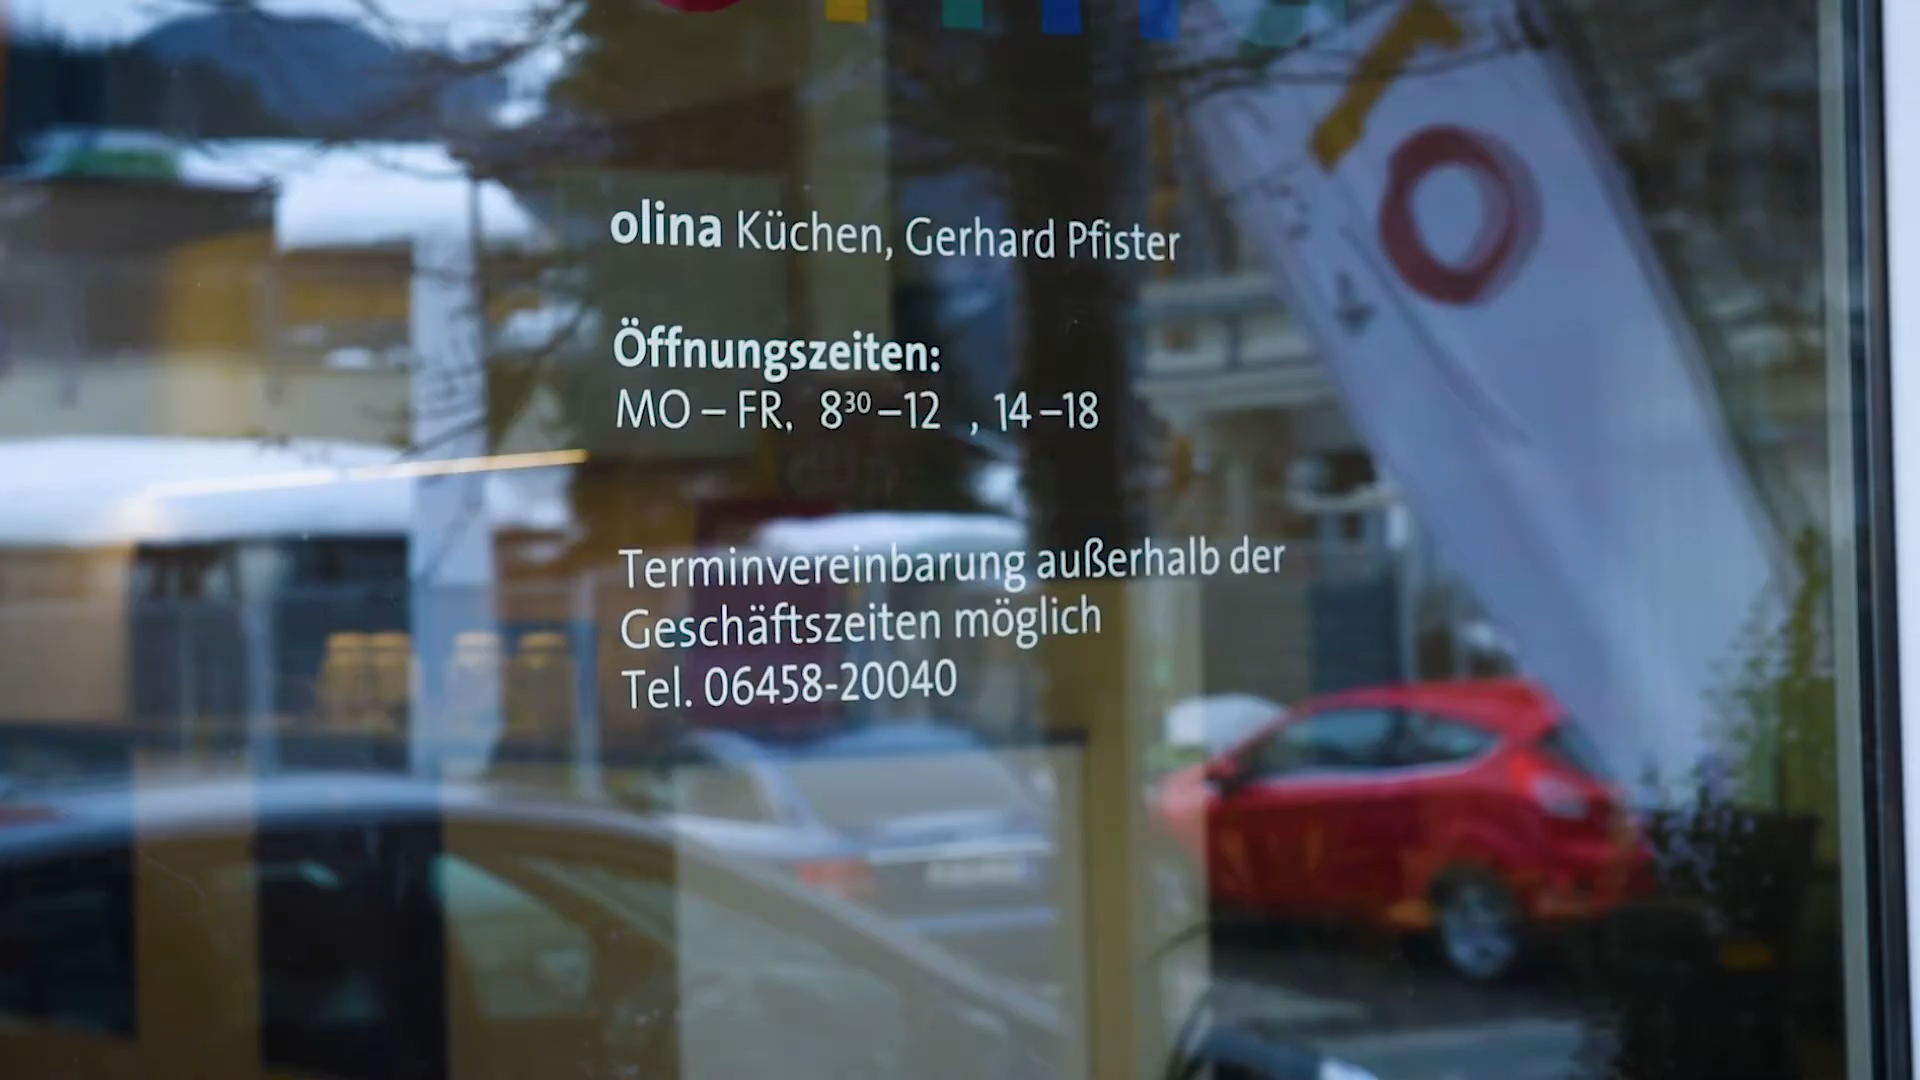 olina Küchen, Gerhard Pfister
Öffnungszeiten:
MO – FR, 8³⁰ –12 , 14 –18
Terminvereinbarung außerhalb der
Geschäftszeiten möglich
Tel. 06458-20040